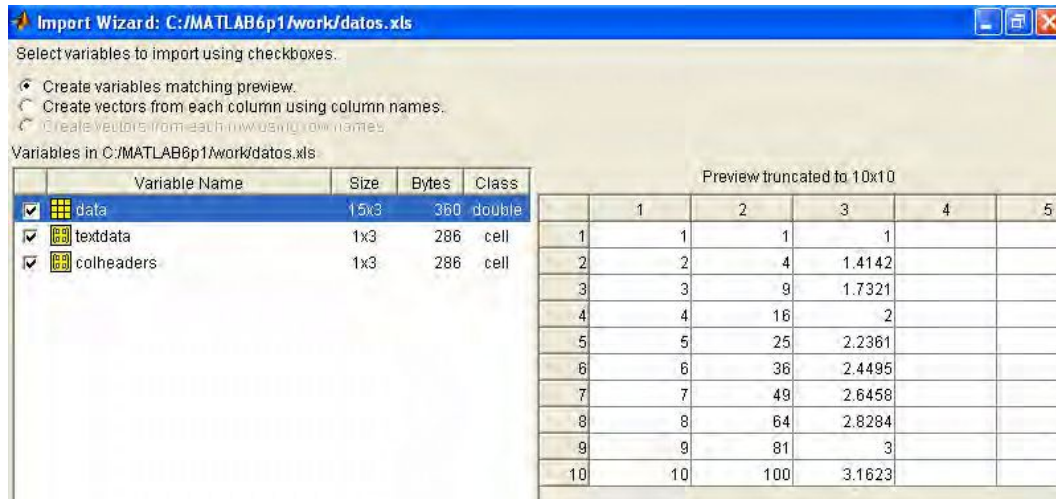 Import Wizard: C:/MATLAB6p1/work/datos.xls
Select variables to import using checkboxes.
Create variables matching preview.
Create vectors from each column using column names.
Create vectors from each row using row names.
Variables in C:/MATLAB6p1/work/datos.xls
Variable Name Size Bytes Class
data 15x3 360 double
textdata 1x3 286 cell
colheaders 1x3 286 cell
Preview truncated to 10x10
1 2 3 4 5
1 1 1 1
2 2 4 1.4142
3 3 9 1.7321
4 4 16 2
5 5 25 2.2361
6 6 36 2.4495
7 7 49 2.6458
8 8 64 2.8284
9 9 81 3
10 10 100 3.1623